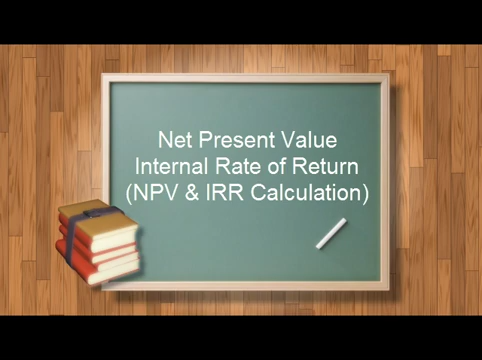 Net Present Value
Internal Rate of Return
(NPV & IRR Calculation)